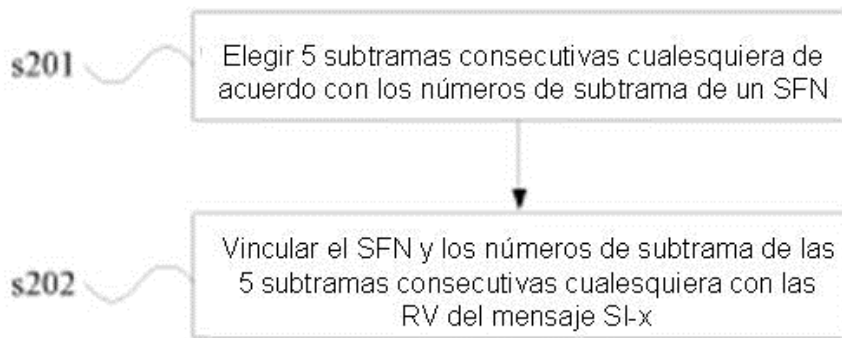 s201
Elegir 5 subtramas consecutivas cualesquiera de
acuerdo con los números de subtrama de un SFN
s202
Vincular el SFN y los números de subtrama de las
5 subtramas consecutivas cualesquiera con las
RV del mensaje SI-x